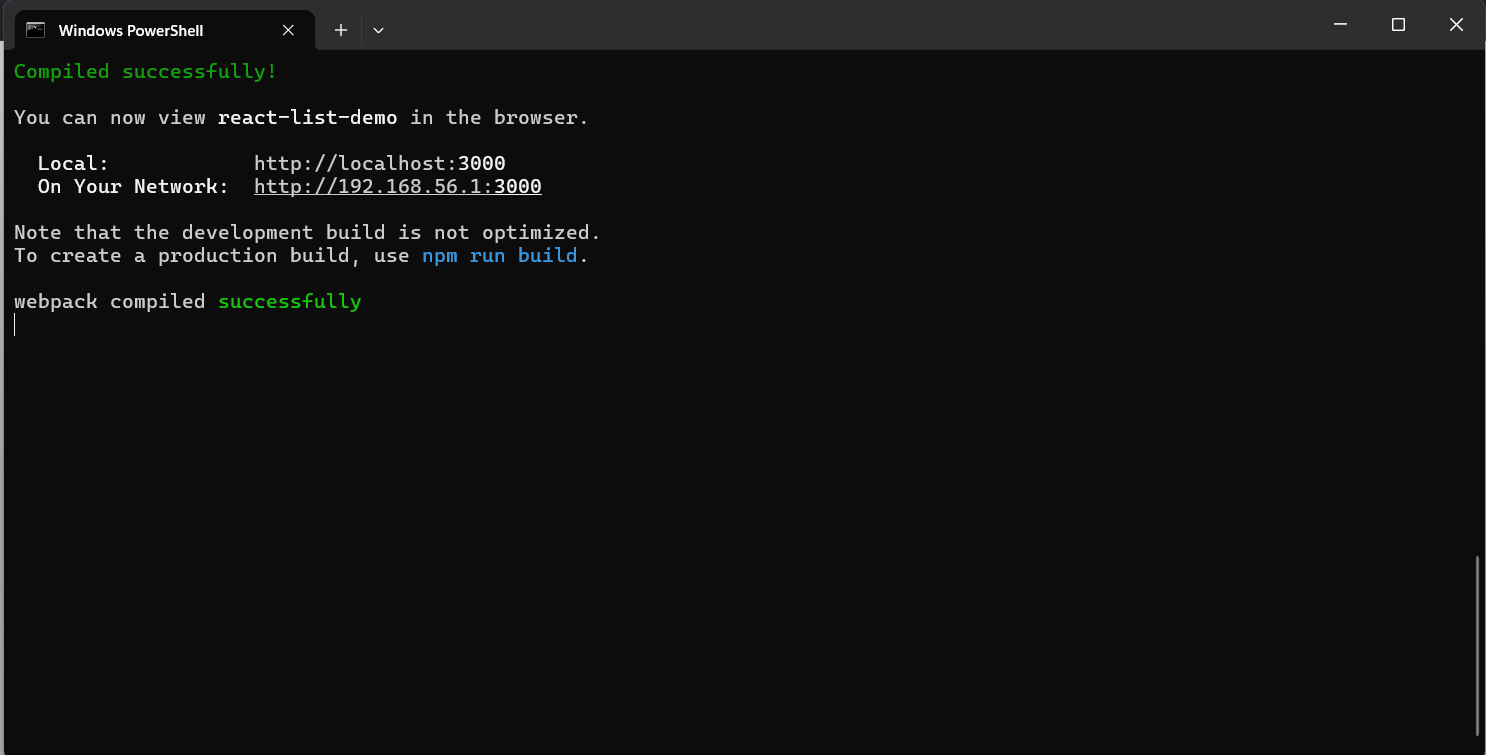 Windows PowerShell
Compiled successfully!
You can now view react-list-demo in the browser.
Local: http://localhost:3000
On Your Network: http://192.168.56.1:3000
Note that the development build is not optimized.
To create a production build, use npm run build.
webpack compiled successfully